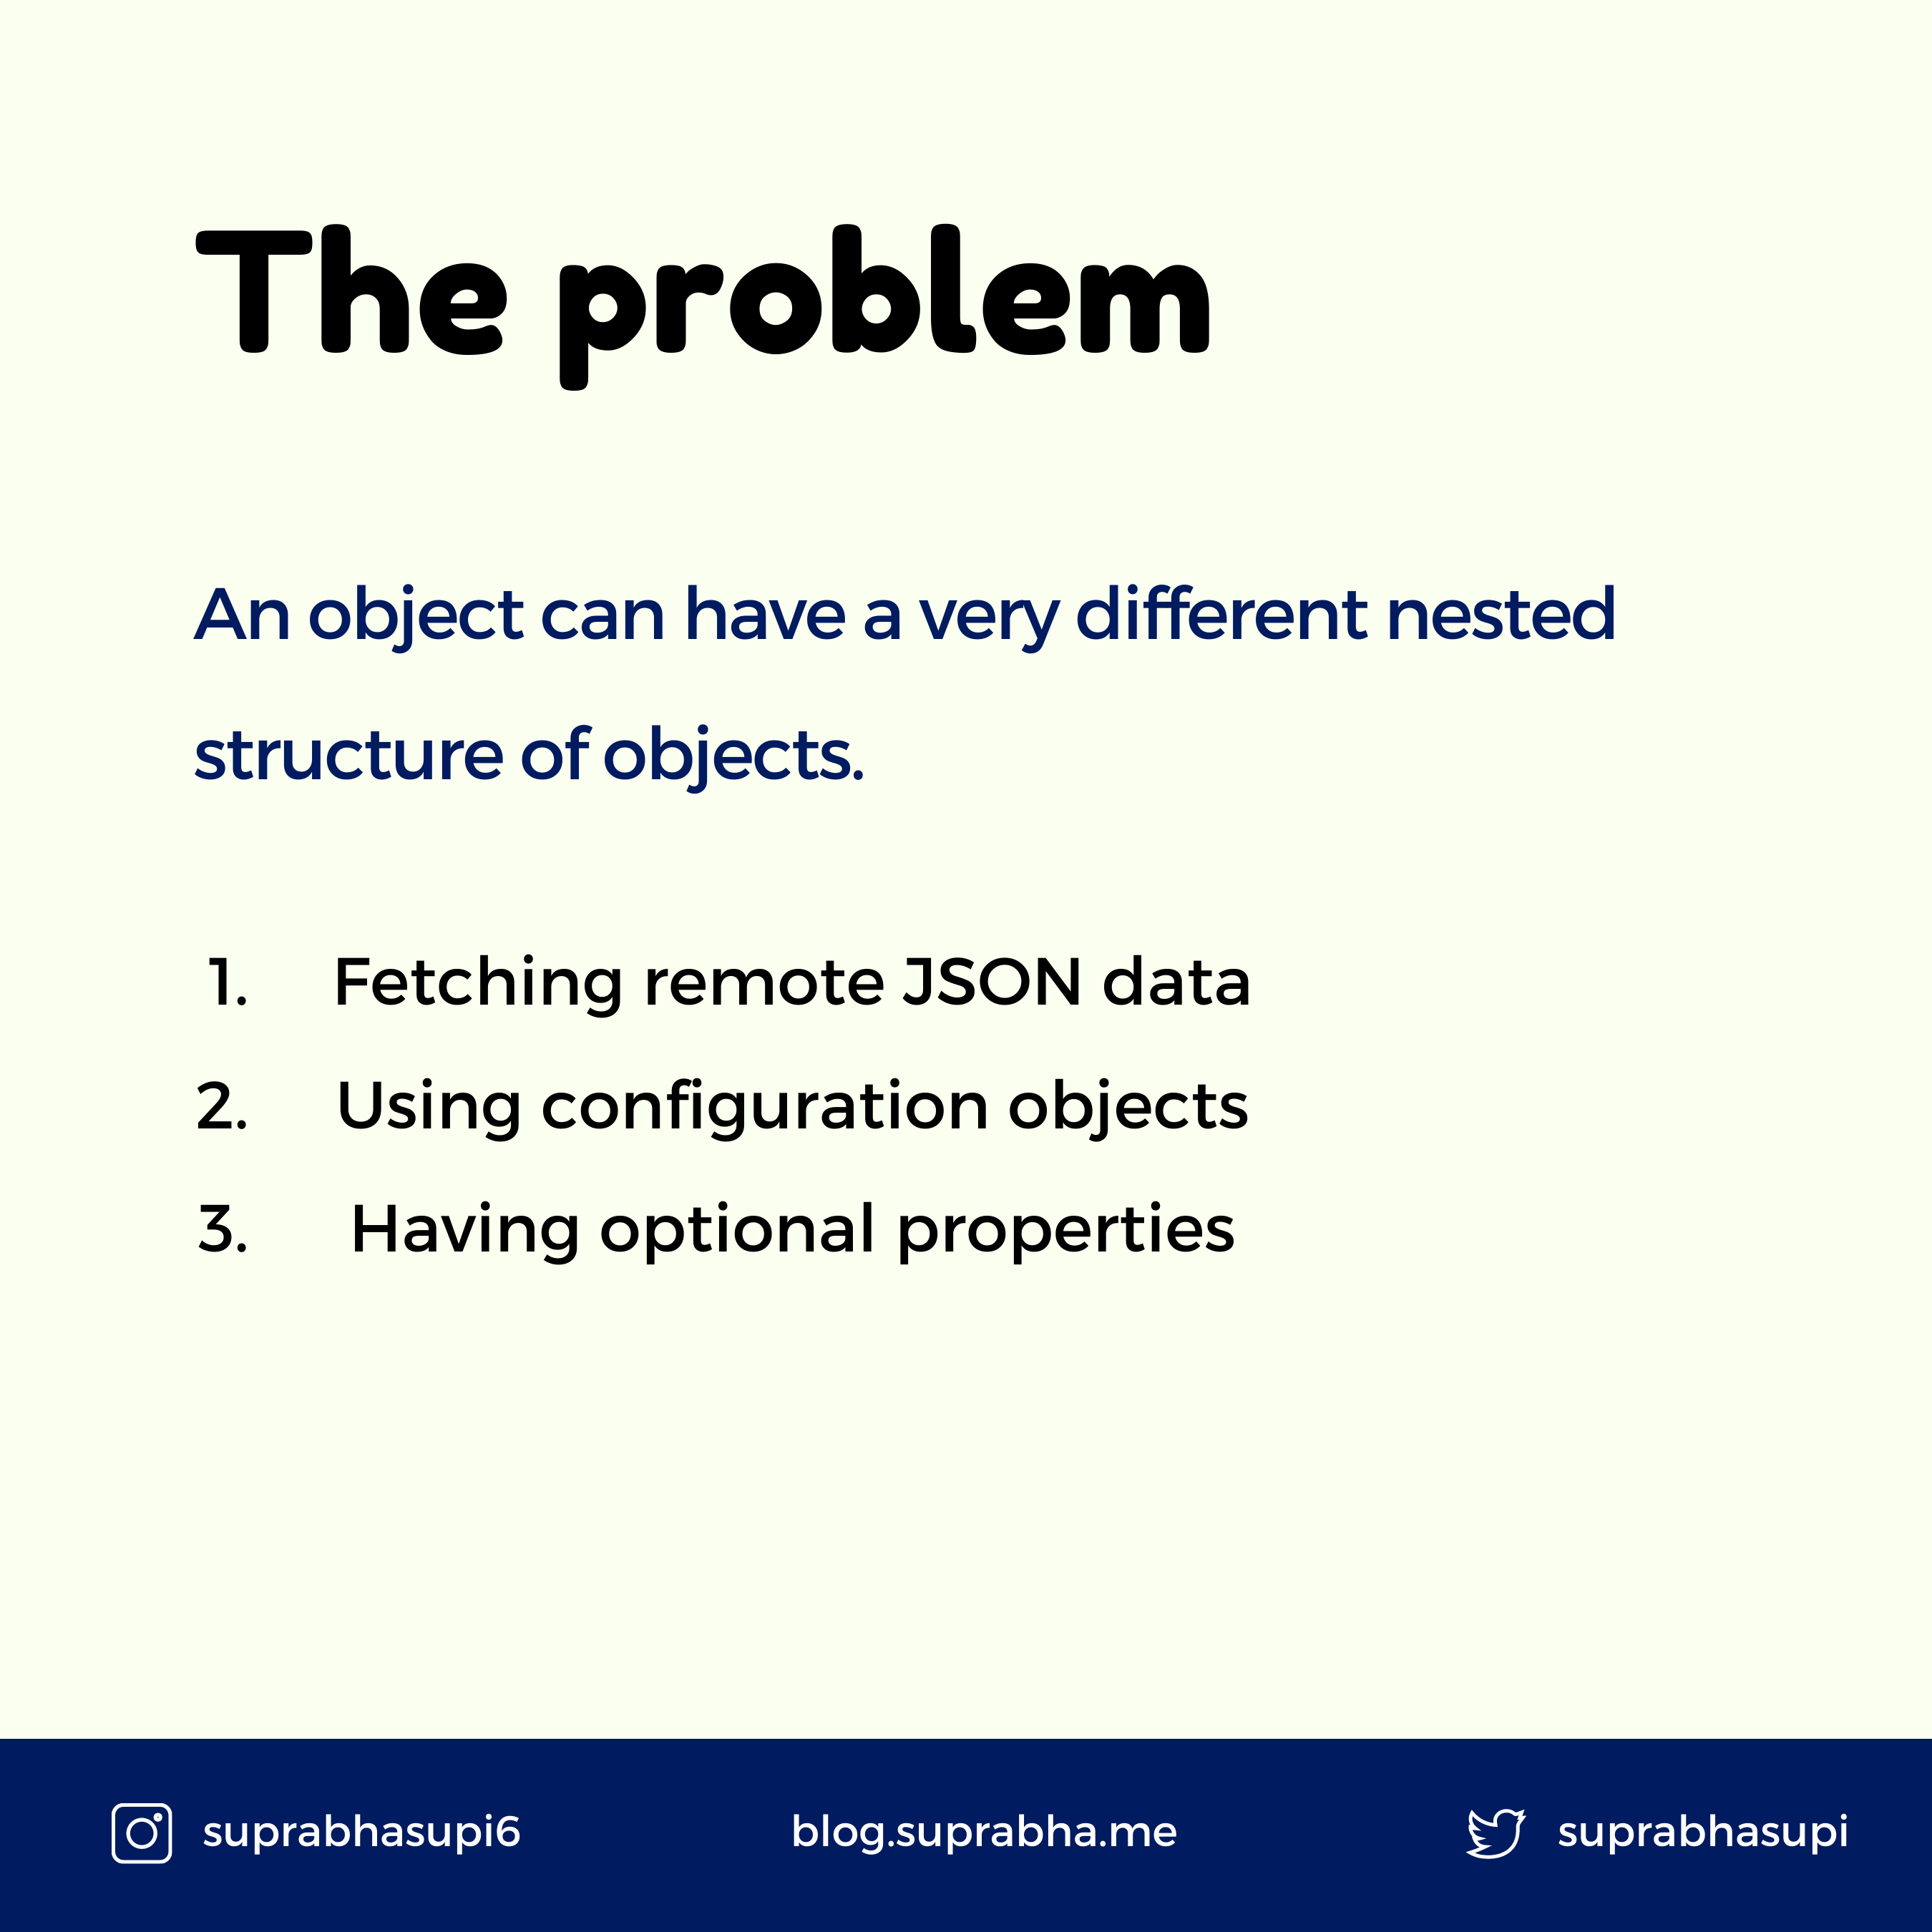 The problem
An object can have a very different nested
structure of objects.
1. Fetching remote JSON data
2. Using configuration objects
3. Having optional properties
suprabhasupi6 blog.suprabha.me suprabhasupi